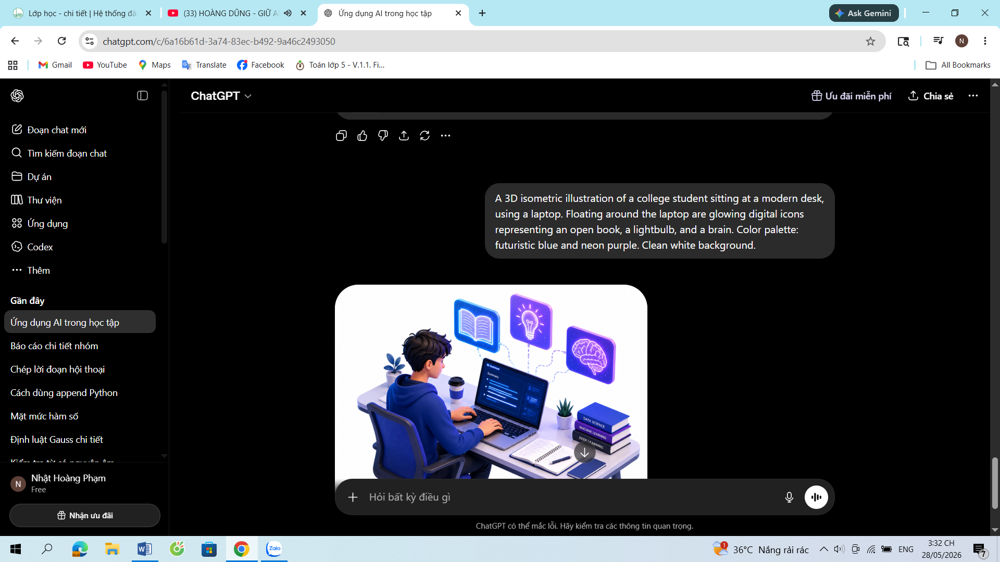 Lớp học - chi tiết | Hệ thống đà
(33) HOÀNG DŨNG - GIỮ A
Ứng dụng AI trong học tập
Ask Gemini
chatgpt.com/c/6a16b61d-3a74-83ec-b492-9a46c2493050
N
Gmail
YouTube
Maps
Translate
Facebook
Toán lớp 5 - V.1.1. Fi...
All Bookmarks
ChatGPT
Ưu đãi miễn phí
Chia sẻ
Đoạn chat mới
Tìm kiếm đoạn chat
Dự án
Thư viện
Ứng dụng
Codex
Thêm
Gần đây
Ứng dụng AI trong học tập
Báo cáo chi tiết nhóm
Chép lời đoạn hội thoại
Cách dùng append Python
Mặt mức hàm số
Định luật Gauss chi tiết
N
Nhật Hoàng Phạm
Free
Nhận ưu đãi
A 3D isometric illustration of a college student sitting at a modern desk,
using a laptop. Floating around the laptop are glowing digital icons
representing an open book, a lightbulb, and a brain. Color palette:
futuristic blue and neon purple. Clean white background.
AI Assistant
Summary
DATA SCIENCE
MACHINE LEARNING
DEEP LEARNING
Hỏi bất kỳ điều gì
ChatGPT có thể mắc lỗi. Hãy kiểm tra các thông tin quan trọng.
Zalo
1
36°C Nắng rải rác
ENG
3:32 CH
28/05/2026
7